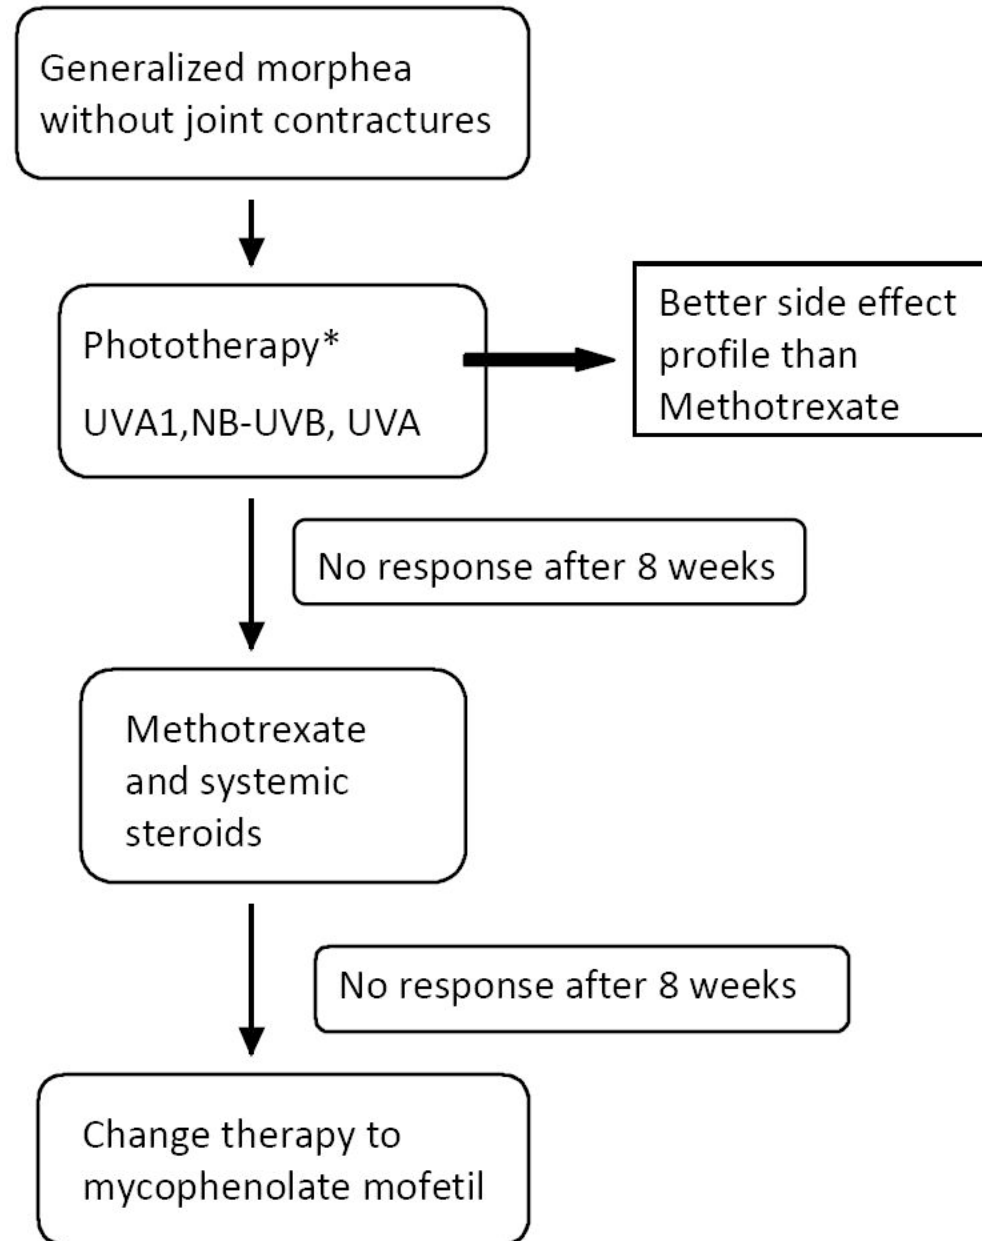 Generalized morphea
without joint contractures
Phototherapy*
UVA1,NB-UVB, UVA
Better side effect
profile than
Methotrexate
No response after 8 weeks
Methotrexate
and systemic
steroids
No response after 8 weeks
Change therapy to
mycophenolate mofetil